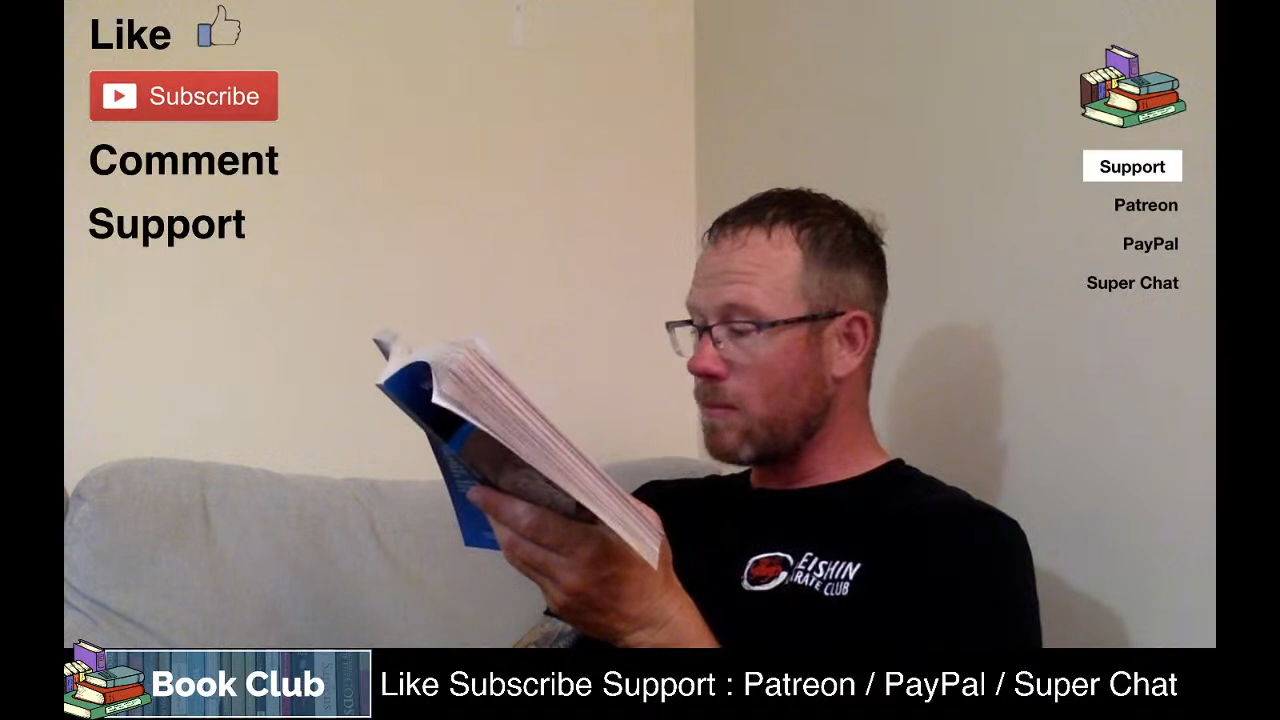 Like
Subscribe
Comment
Support
Support
Patreon
PayPal
Super Chat
EISHIN
KARATE CLUB
Book Club
Like Subscribe Support : Patreon / PayPal / Super Chat